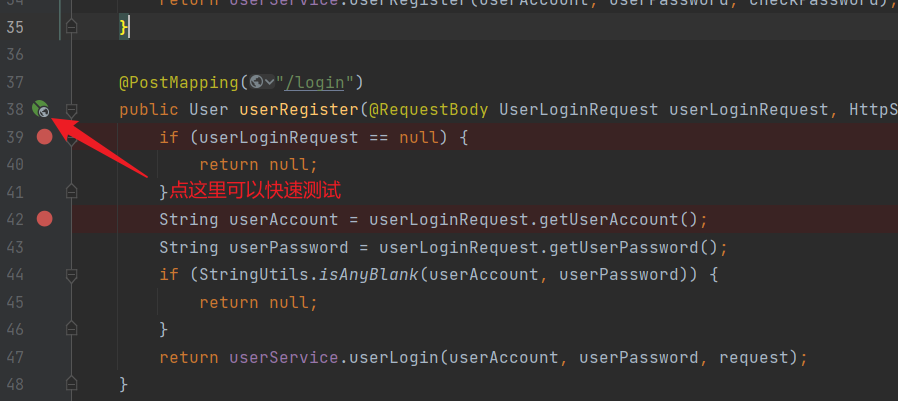 return userService.userRegister(userAccount, userPassword, checkPassword);
35 }
36
37 @PostMapping("/login")
38 public User userRegister(@RequestBody UserLoginRequest userLoginRequest, HttpS
39 if (userLoginRequest == null) {
40 return null;
41 }点这里可以快速测试
42 String userAccount = userLoginRequest.getUserAccount();
43 String userPassword = userLoginRequest.getUserPassword();
44 if (StringUtils.isAnyBlank(userAccount, userPassword)) {
45 return null;
46 }
47 return userService.userLogin(userAccount, userPassword, request);
48 }